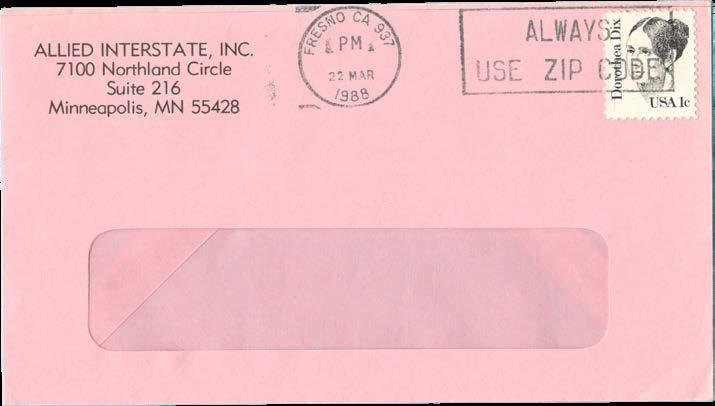 ALLIED INTERSTATE, INC.
7100 Northland Circle
Suite 216
Minneapolis, MN 55428
FRESNO CA 937
PM
22 MAR
1988
ALWAYS
USE ZIP CODE
Dorothea Dix
USA 1c